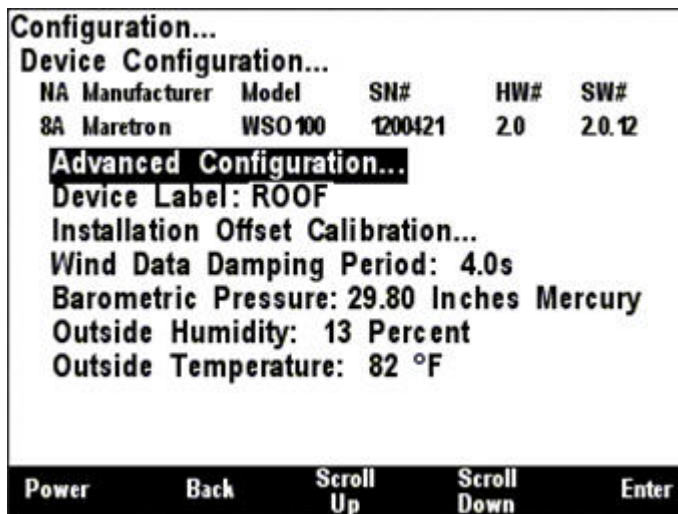 Configuration...
Device Configuration...
NA Manufacturer Model SN# HW# SW#
8A Maretron WSO100 1200421 2.0 2.0.12
Advanced Configuration...
Device Label: ROOF
Installation Offset Calibration...
Wind Data Damping Period: 4.0s
Barometric Pressure: 29.80 Inches Mercury
Outside Humidity: 13 Percent
Outside Temperature: 82 °F
Power Back Scroll Up Scroll Down Enter